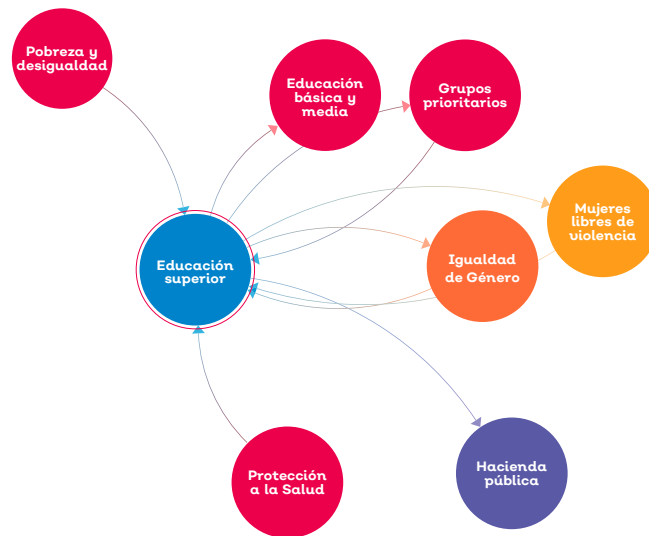 Pobreza y
desigualdad
Educación
básica y
media
Grupos
prioritarios
Mujeres
libres de
violencia
Educación
superior
Igualdad
de Género
Protección
a la Salud
Hacienda
pública